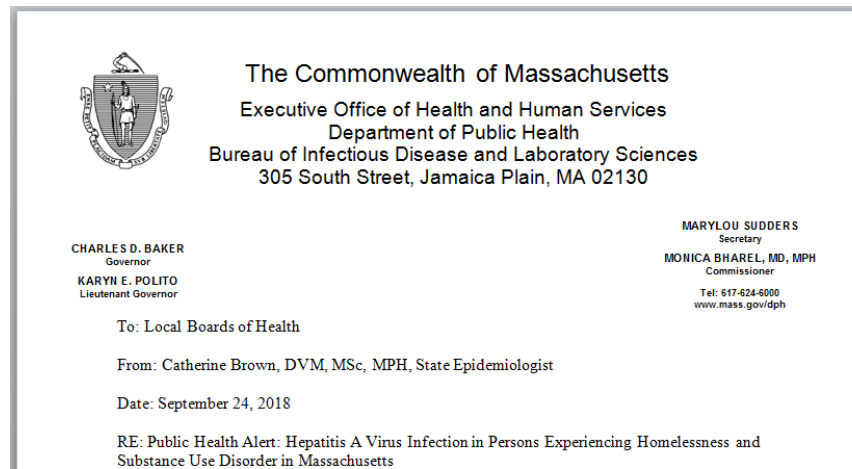 The Commonwealth of Massachusetts
Executive Office of Health and Human Services
Department of Public Health
Bureau of Infectious Disease and Laboratory Sciences
305 South Street, Jamaica Plain, MA 02130
CHARLES D. BAKER
Governor
KARYN E. POLITO
Lieutenant Governor
MARYLOU SUDDERS
Secretary
MONICA BHAREL, MD, MPH
Commissioner
Tel: 617-624-6000
www.mass.gov/dph
To: Local Boards of Health
From: Catherine Brown, DVM, MSc, MPH, State Epidemiologist
Date: September 24, 2018
RE: Public Health Alert: Hepatitis A Virus Infection in Persons Experiencing Homelessness and
Substance Use Disorder in Massachusetts